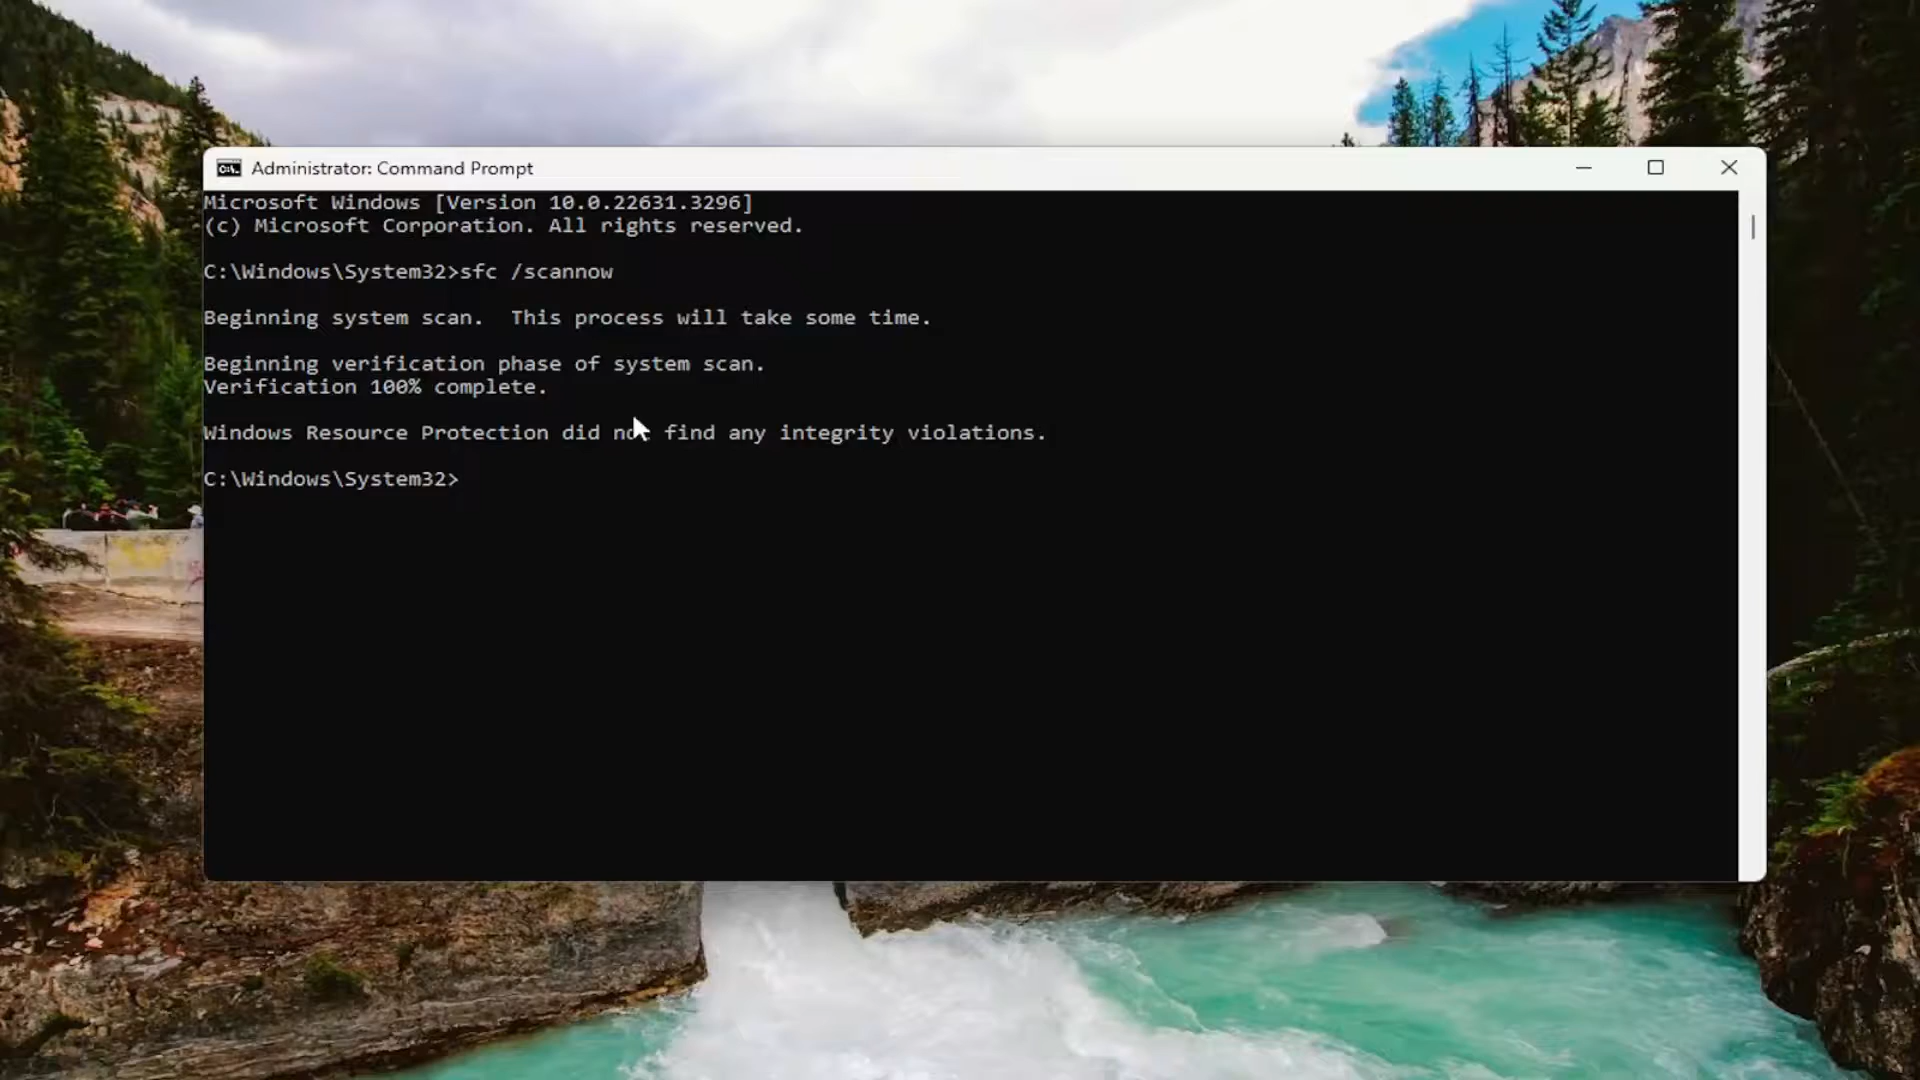 Administrator: Command Prompt
Microsoft Windows [Version 10.0.22631.3296]
(c) Microsoft Corporation. All rights reserved.
C:\Windows\System32>sfc /scannow
Beginning system scan.  This process will take some time.
Beginning verification phase of system scan.
Verification 100% complete.
Windows Resource Protection did not find any integrity violations.
C:\Windows\System32>